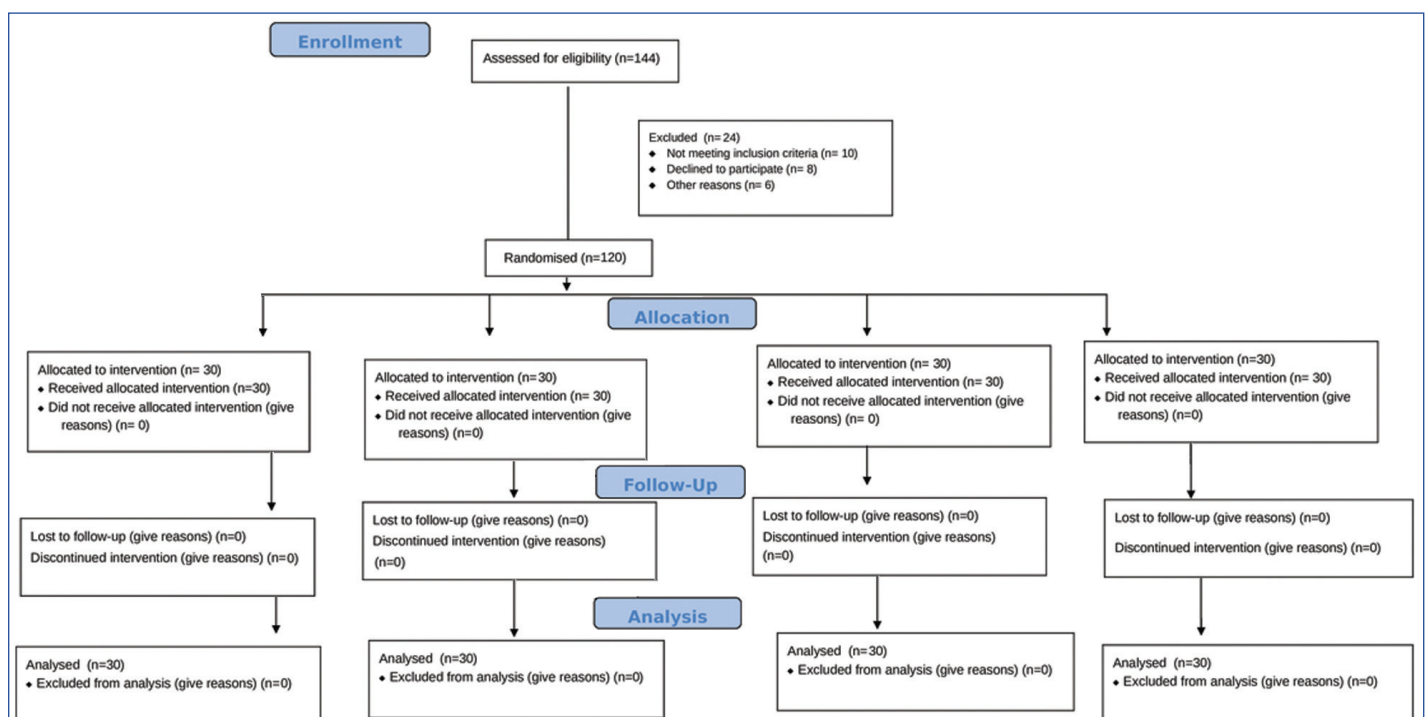 Enrollment
Assessed for eligibility (n=144)
Excluded (n=24)
◆ Not meeting inclusion criteria (n= 10)
◆ Declined to participate (n= 8)
◆ Other reasons (n= 6)
Randomised (n=120)
Allocation
Allocated to intervention (n= 30)
◆ Received allocated intervention (n=30)
◆ Did not receive allocated intervention (give
reasons) (n= 0)
Allocated to intervention (n=30)
◆ Received allocated intervention (n= 30)
◆ Did not receive allocated intervention (give
reasons) (n=0)
Allocated to intervention (n= 30)
◆ Received allocated intervention (n= 30)
◆ Did not receive allocated intervention (give
reasons) (n= 0)
Allocated to intervention (n=30)
◆ Received allocated intervention (n= 30)
◆ Did not receive allocated intervention (give
reasons) (n=0)
Follow-Up
Lost to follow-up (give reasons) (n=0)
Discontinued intervention (give reasons) (n=0)
Lost to follow-up (give reasons) (n=0)
Discontinued intervention (give reasons)
(n=0)
Lost to follow-up (give reasons) (n=0)
Discontinued intervention (give reasons)
(n=0)
Lost to follow-up (give reasons) (n=0)
Discontinued intervention (give reasons) (n=0)
Analysis
Analysed (n=30)
◆ Excluded from analysis (give reasons) (n=0)
Analysed (n=30)
◆ Excluded from analysis (give reasons) (n=0)
Analysed (n=30)
◆ Excluded from analysis (give reasons) (n=0)
Analysed (n=30)
◆ Excluded from analysis (give reasons) (n=0)